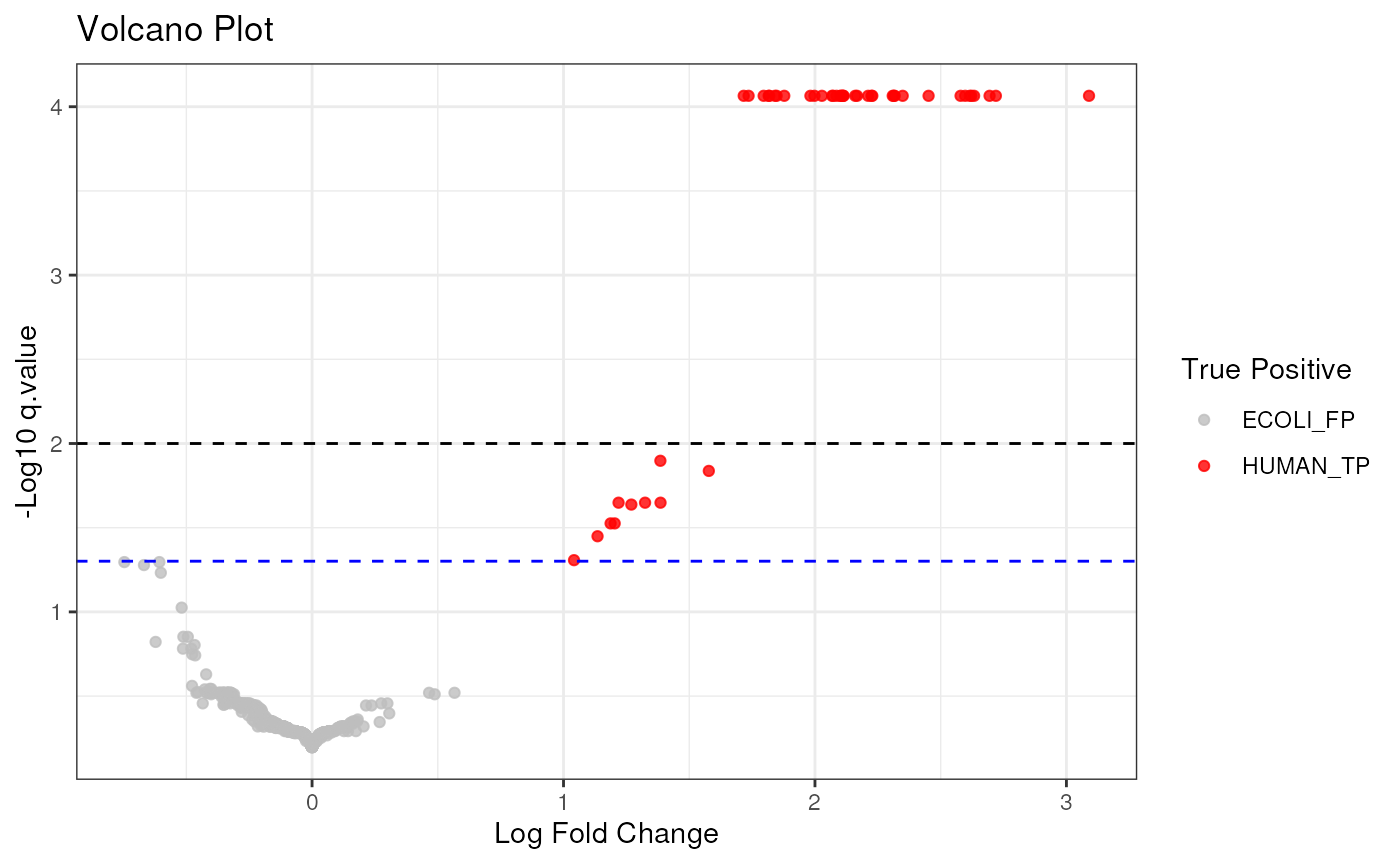 Volcano Plot
4
3
2
1
-Log10 q.value
0 1 2 3
Log Fold Change
True Positive
ECOLI_FP
HUMAN_TP